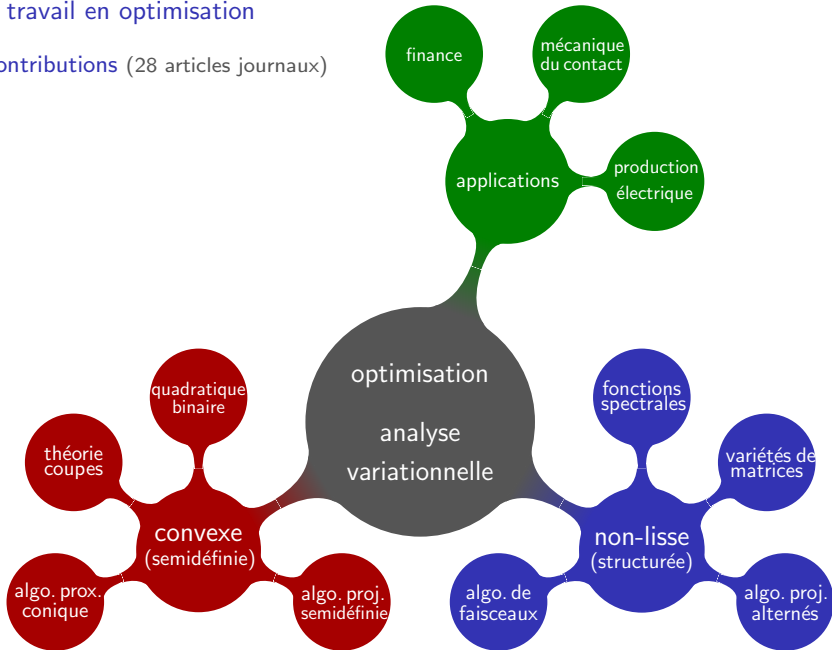 travail en optimisation
ontributions (28 articles journaux)
finance
mécanique
du contact
applications
production
électrique
optimisation
analyse
variationnelle
quadratique
binaire
théorie
coupes
convexe
(semidéfinie)
algo. prox.
conique
algo. proj.
semidéfinie
fonctions
spectrales
variétés de
matrices
non-lisse
(structurée)
algo. de
faisceaux
algo. proj.
alternés